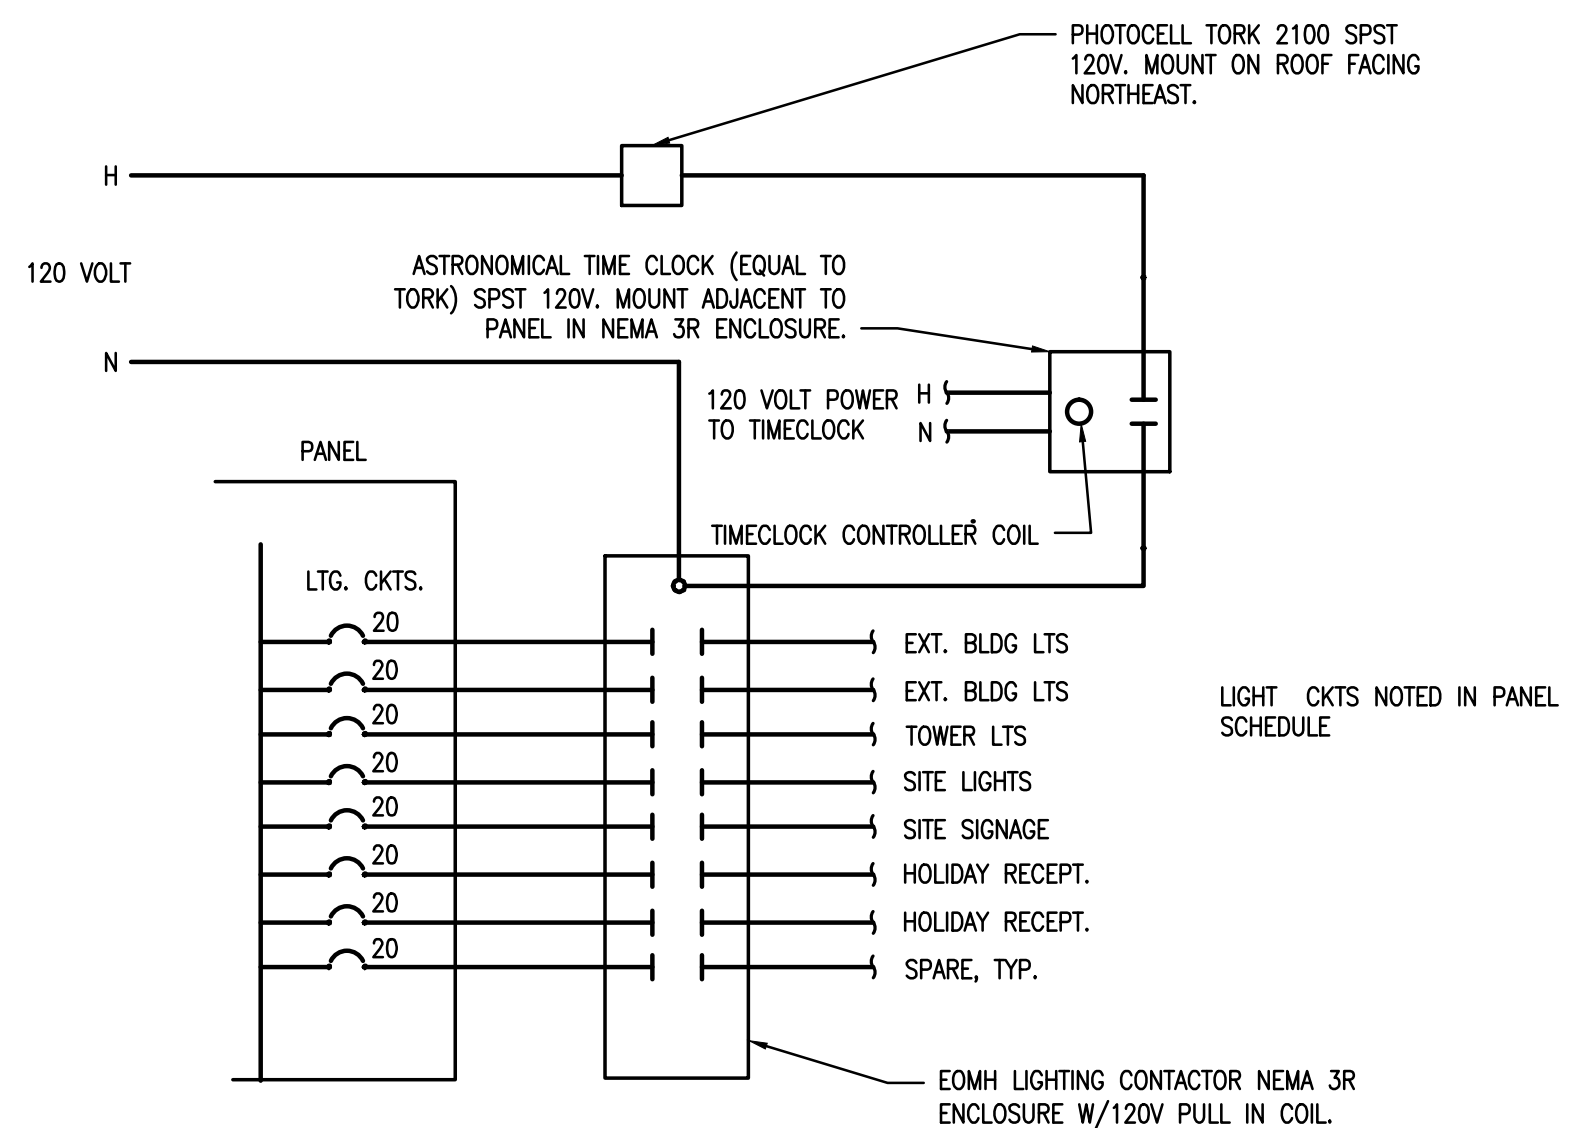 PHOTOCELL TORK 2100 SPST
120V. MOUNT ON ROOF FACING
NORTHEAST.
H
120 VOLT
ASTRONOMICAL TIME CLOCK (EQUAL TO
TORK) SPST 120V. MOUNT ADJACENT TO
PANEL IN NEMA 3R ENCLOSURE.
N
120 VOLT POWER
TO TIMECLOCK
H
N
PANEL
TIMECLOCK CONTROLLER COIL
LTG. CKTS.
20
EXT. BLDG LTS
20
EXT. BLDG LTS
20
TOWER LTS
20
SITE LIGHTS
20
SITE SIGNAGE
20
HOLIDAY RECEPT.
20
HOLIDAY RECEPT.
20
SPARE, TYP.
LIGHT CKTS NOTED IN PANEL
SCHEDULE
EOMH LIGHTING CONTACTOR NEMA 3R
ENCLOSURE W/120V PULL IN COIL.